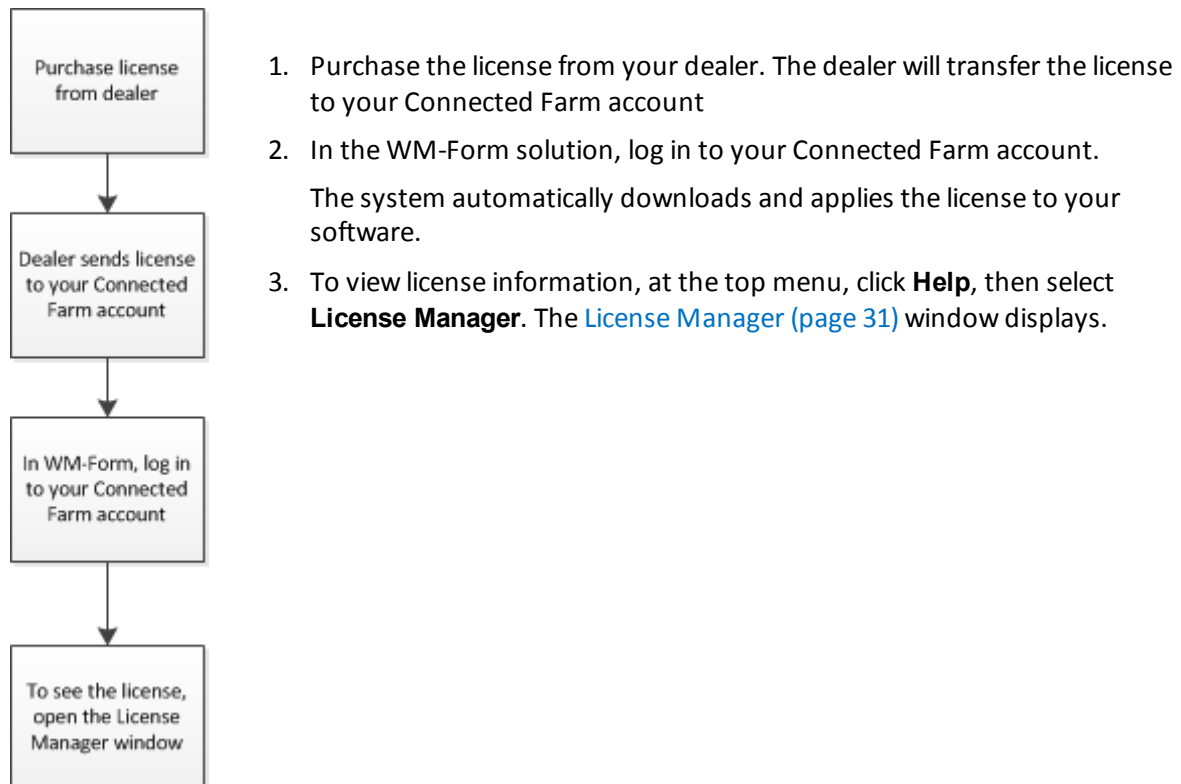 Purchase license
from dealer
Dealer sends license
to your Connected
Farm account
In WM-Form, log in
to your Connected
Farm account
To see the license,
open the License
Manager window
1. Purchase the license from your dealer. The dealer will transfer the license
to your Connected Farm account
2. In the WM-Form solution, log in to your Connected Farm account.
The system automatically downloads and applies the license to your
software.
3. To view license information, at the top menu, click Help, then select
License Manager. The License Manager (page 31) window displays.